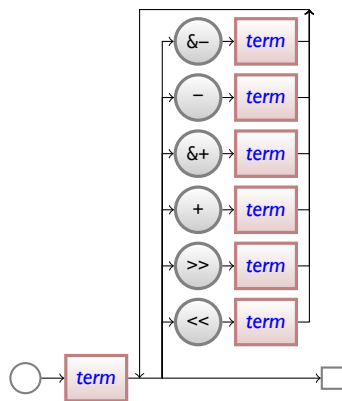 &− term
− term
&+ term
+ term
>> term
<< term
term